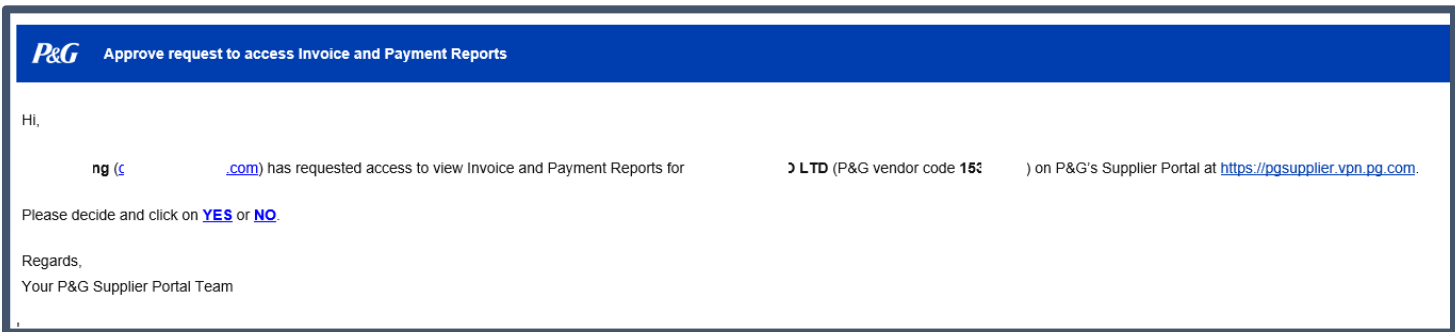 P&G Approve request to access Invoice and Payment Reports
Hi,
ng (c .com) has requested access to view Invoice and Payment Reports for O LTD (P&G vendor code 153 ) on P&G's Supplier Portal at https://pgsupplier.vpn.pg.com.
Please decide and click on YES or NO.
Regards,
Your P&G Supplier Portal Team